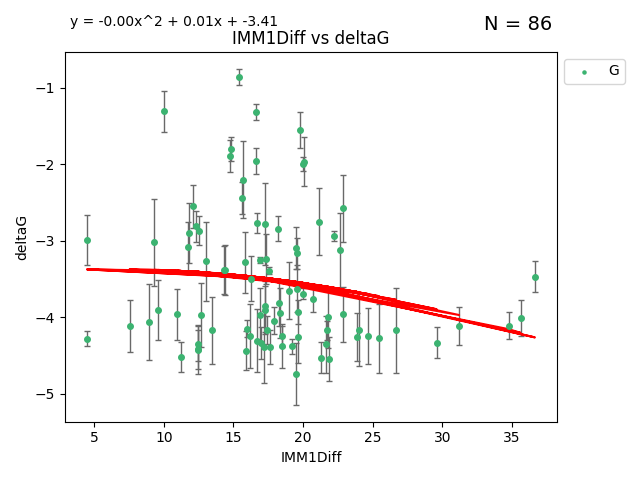 y = -0.00x^2 + 0.01x + -3.41
N = 86
IMM1Diff vs deltaG
G
−1
−2
−3
−4
−5
deltaG
5 10 15 20 25 30 35
IMM1Diff